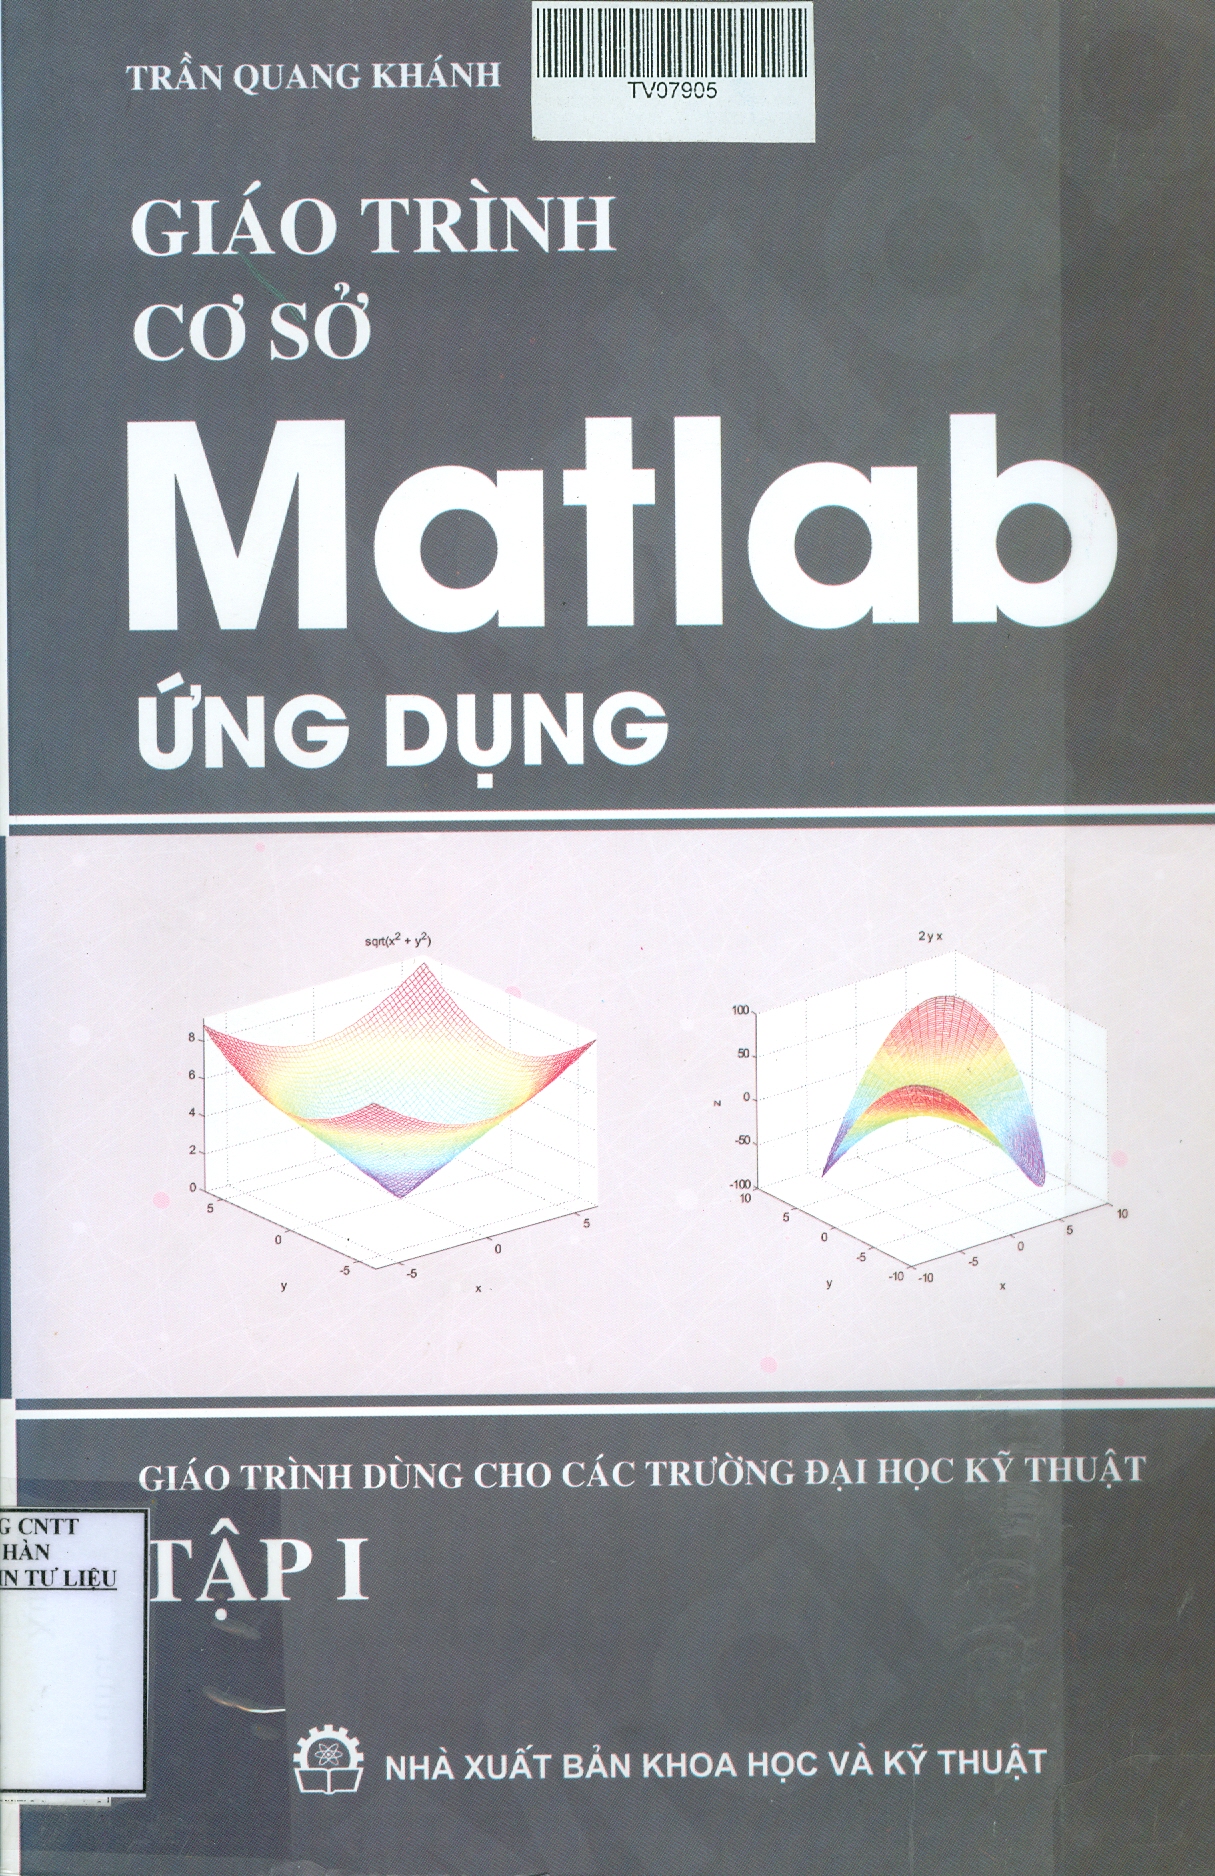 TRẦN QUANG KHÁNH
TV07905
GIÁO TRÌNH
CƠ SỞ
Matlab
ỨNG DỤNG
sqrt(x² + y²)
8
6
4
2
0
5
0
-5
y
-5
0
5
x
2 y x
100
50
0
-50
-100
z
10
5
0
-5
-10
y
-10
-5
0
5
10
x
GIÁO TRÌNH DÙNG CHO CÁC TRƯỜNG ĐẠI HỌC KỸ THUẬT
G CNTT
HÀN
IN TƯ LIỆU
TẬP I
NHÀ XUẤT BẢN KHOA HỌC VÀ KỸ THUẬT